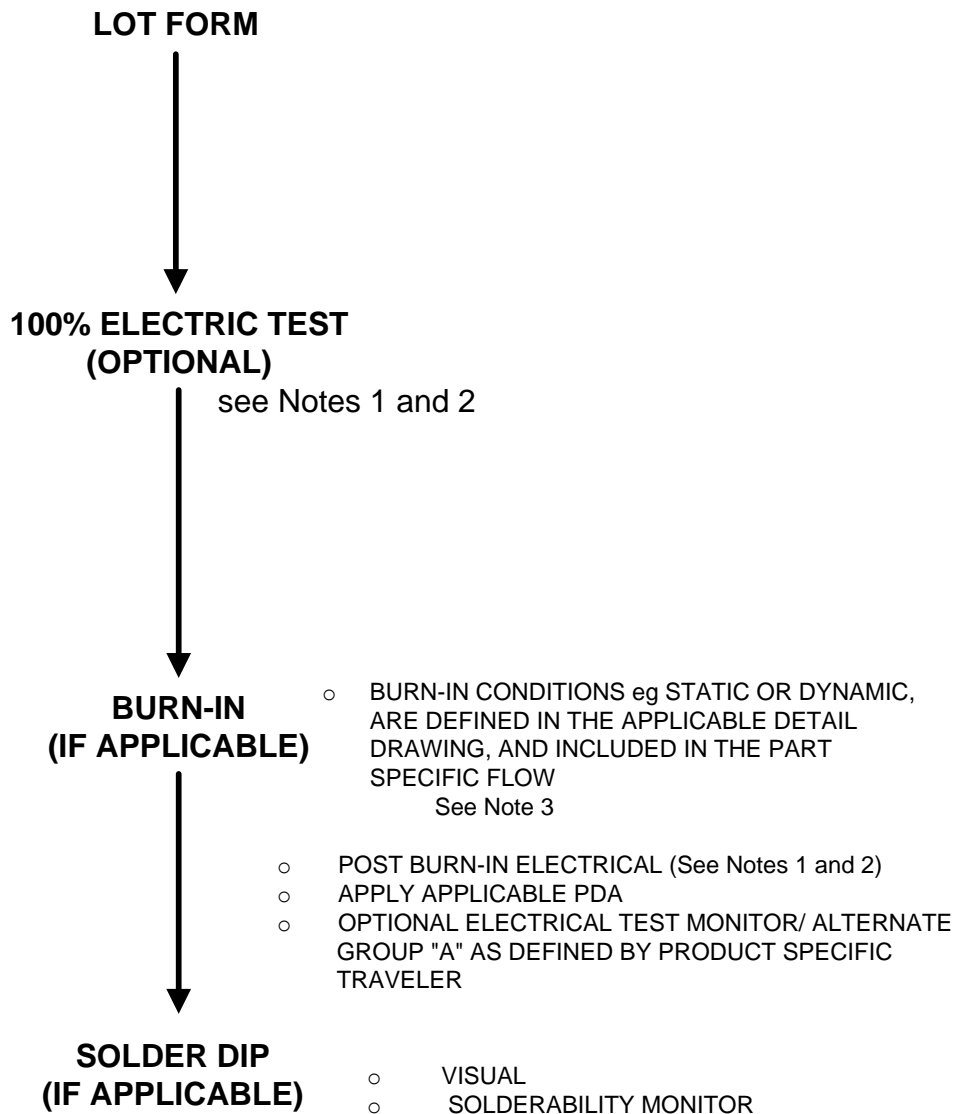 LOT FORM
100% ELECTRIC TEST
(OPTIONAL)
see Notes 1 and 2
BURN-IN
(IF APPLICABLE)
○ BURN-IN CONDITIONS eg STATIC OR DYNAMIC,
ARE DEFINED IN THE APPLICABLE DETAIL
DRAWING, AND INCLUDED IN THE PART
SPECIFIC FLOW
See Note 3
○ POST BURN-IN ELECTRICAL (See Notes 1 and 2)
○ APPLY APPLICABLE PDA
○ OPTIONAL ELECTRICAL TEST MONITOR/ ALTERNATE
GROUP "A" AS DEFINED BY PRODUCT SPECIFIC
TRAVELER
SOLDER DIP
(IF APPLICABLE)
○ VISUAL
○ SOLDERABILITY MONITOR